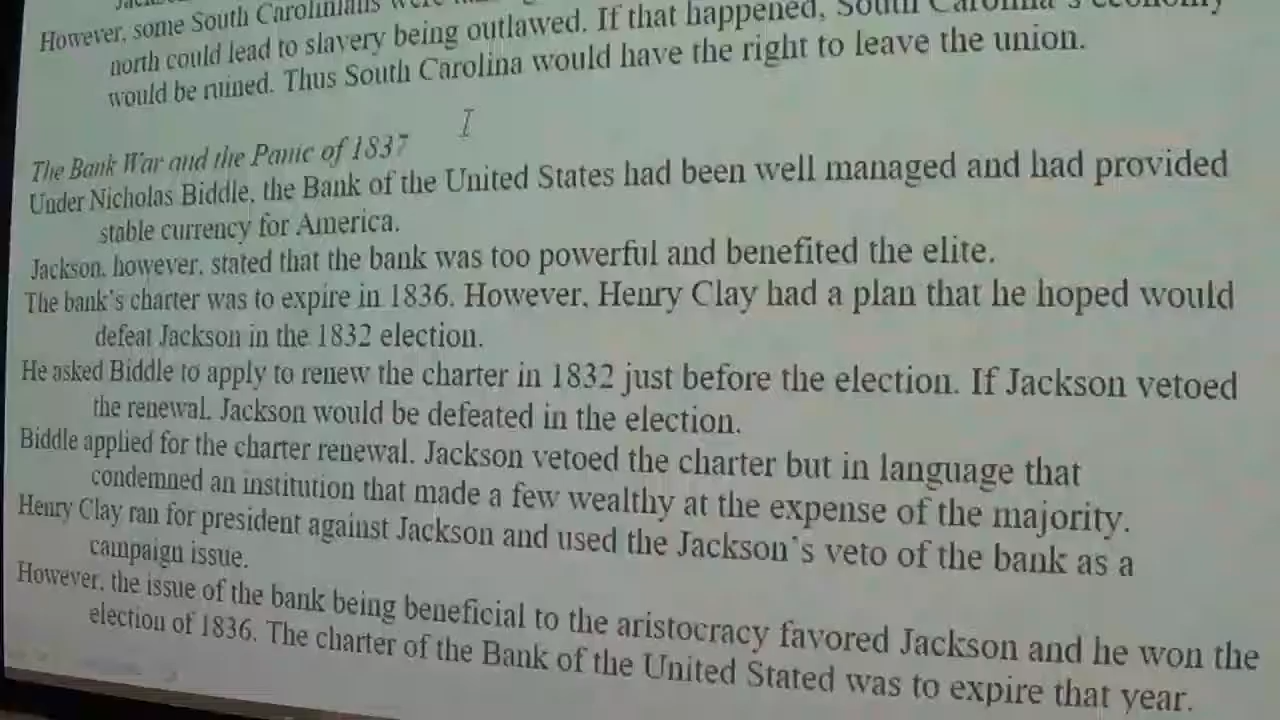 However, some South Carolinians were
north could lead to slavery being outlawed. If that happened, South Carolina's economy
would be ruined. Thus South Carolina would have the right to leave the union.
The Bank War and the Panic of 1837
Under Nicholas Biddle, the Bank of the United States had been well managed and had provided
stable currency for America.
Jackson, however, stated that the bank was too powerful and benefited the elite.
The bank's charter was to expire in 1836. However, Henry Clay had a plan that he hoped would
defeat Jackson in the 1832 election.
He asked Biddle to apply to renew the charter in 1832 just before the election. If Jackson vetoed
the renewal, Jackson would be defeated in the election.
Biddle applied for the charter renewal. Jackson vetoed the charter but in language that
condemned an institution that made a few wealthy at the expense of the majority.
Henry Clay ran for president against Jackson and used the Jackson's veto of the bank as a
campaign issue.
However, the issue of the bank being beneficial to the aristocracy favored Jackson and he won the
election of 1836. The charter of the Bank of the United Stated was to expire that year.